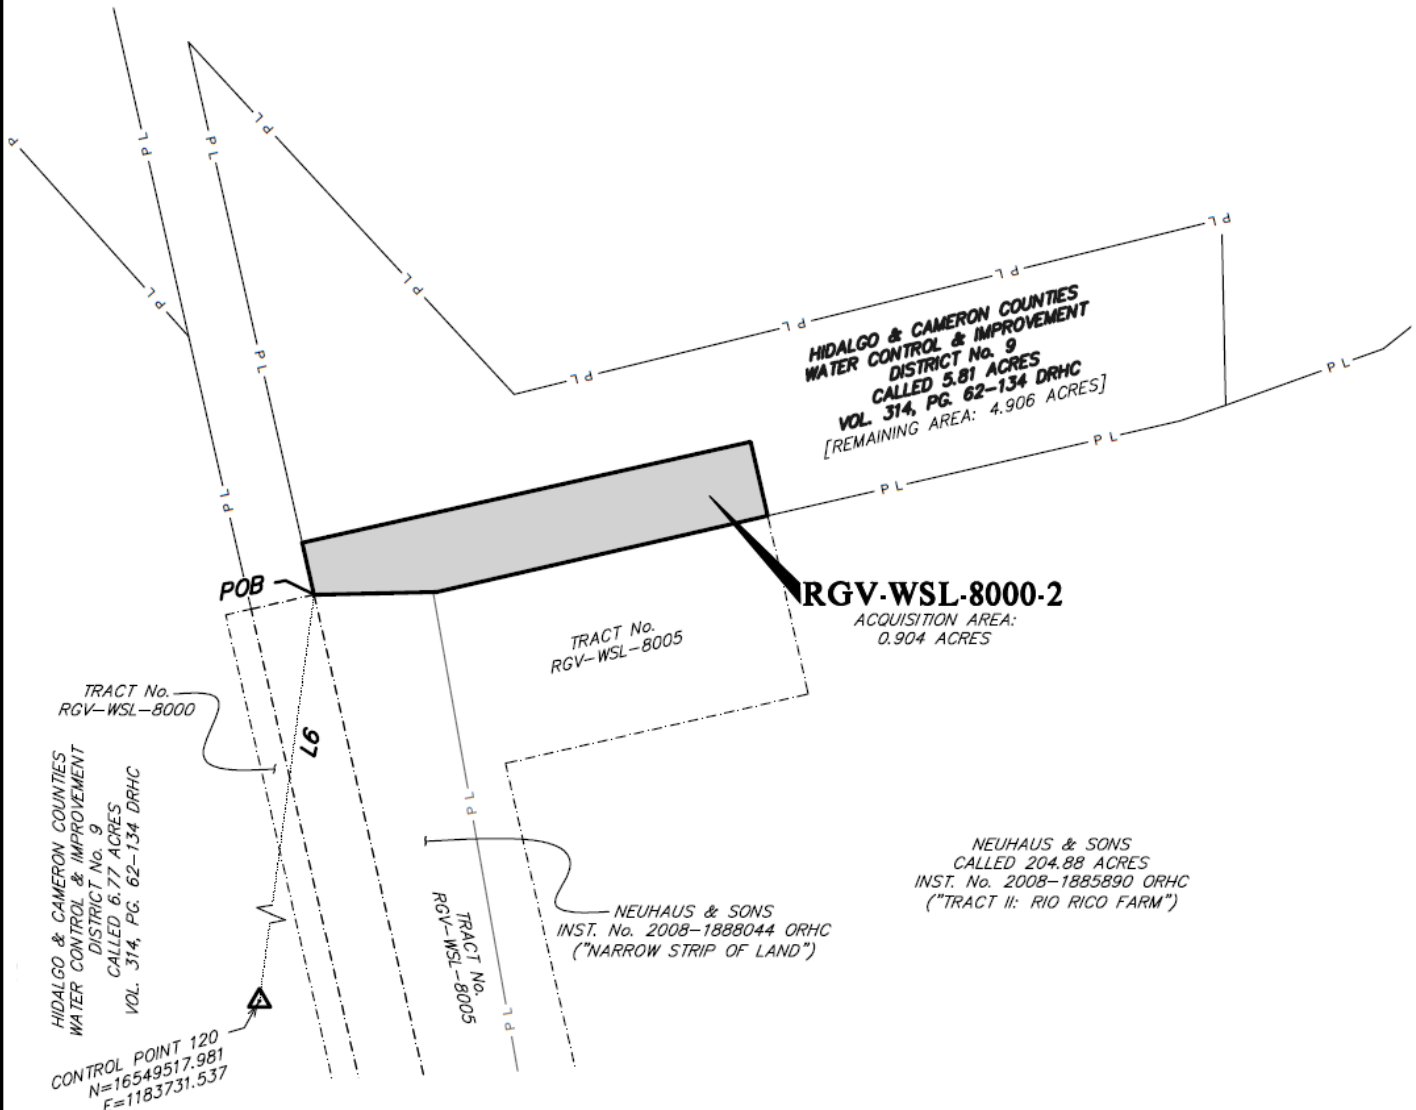 P
PL
PL
PL
PL
PL
PL
PL
PL
PL
PL
PL
PL
HIDALGO & CAMERON COUNTIES
WATER CONTROL & IMPROVEMENT
DISTRICT No. 9
CALLED 5.81 ACRES
VOL. 314, PG. 62-134 DRHC
[REMAINING AREA: 4.906 ACRES]
PL
PL
PL
POB
RGV-WSL-8000-2
ACQUISITION AREA:
0.904 ACRES
TRACT No.
RGV-WSL-8005
TRACT No.
RGV-WSL-8000
L6
HIDALGO & CAMERON COUNTIES
WATER CONTROL & IMPROVEMENT
DISTRICT No. 9
CALLED 6.77 ACRES
VOL. 314, PG. 62-134 DRHC
PL
TRACT No.
RGV-WSL-8005
PL
NEUHAUS & SONS
INST. No. 2008-1888044 ORHC
("NARROW STRIP OF LAND")
NEUHAUS & SONS
CALLED 204.88 ACRES
INST. No. 2008-1885890 ORHC
("TRACT II: RIO RICO FARM")
CONTROL POINT 120
N=16549517.981
E=1183731.537